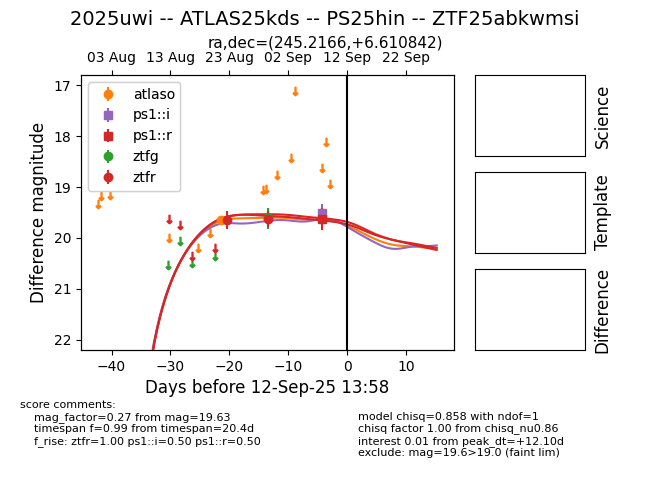 2025uwi -- ATLAS25kds -- PS25hin -- ZTF25abkwmsi
ra,dec=(245.2166,+6.610842)
03 Aug 13 Aug 23 Aug 02 Sep 12 Sep 22 Sep
atlaso
ps1::i
ps1::r
ztfg
ztfr
17
18
19
20
21
22
Difference magnitude
−40 −30 −20 −10 0 10
Days before 12-Sep-25 13:58
Science
Template
Difference
score comments:
mag_factor=0.27 from mag=19.63
timespan f=0.99 from timespan=20.4d
f_rise: ztfr=1.00 ps1::i=0.50 ps1::r=0.50
model chisq=0.858 with ndof=1
chisq factor 1.00 from chisq_nu0.86
interest 0.01 from peak_dt=+12.10d
exclude: mag=19.6>19.0 (faint lim)